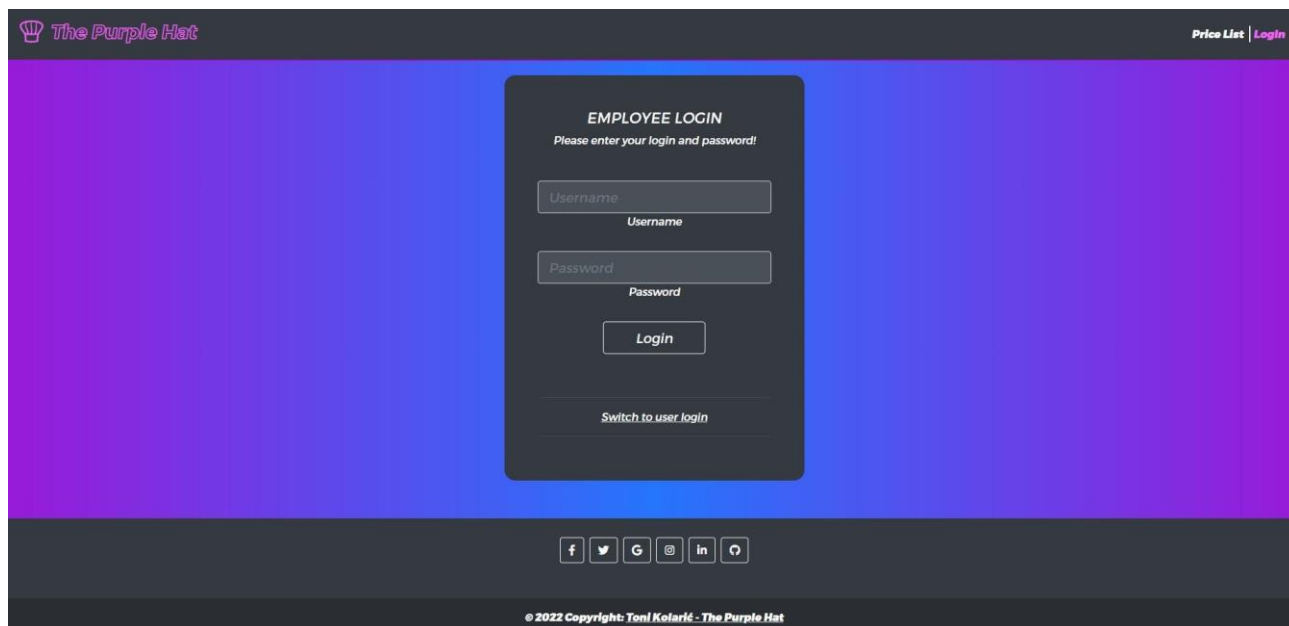 The Purple Hat
Price List | Login
EMPLOYEE LOGIN
Please enter your login and password!
Username
Username
Password
Password
Login
Switch to user login
f G in
© 2022 Copyright: Toni Kolarić - The Purple Hat